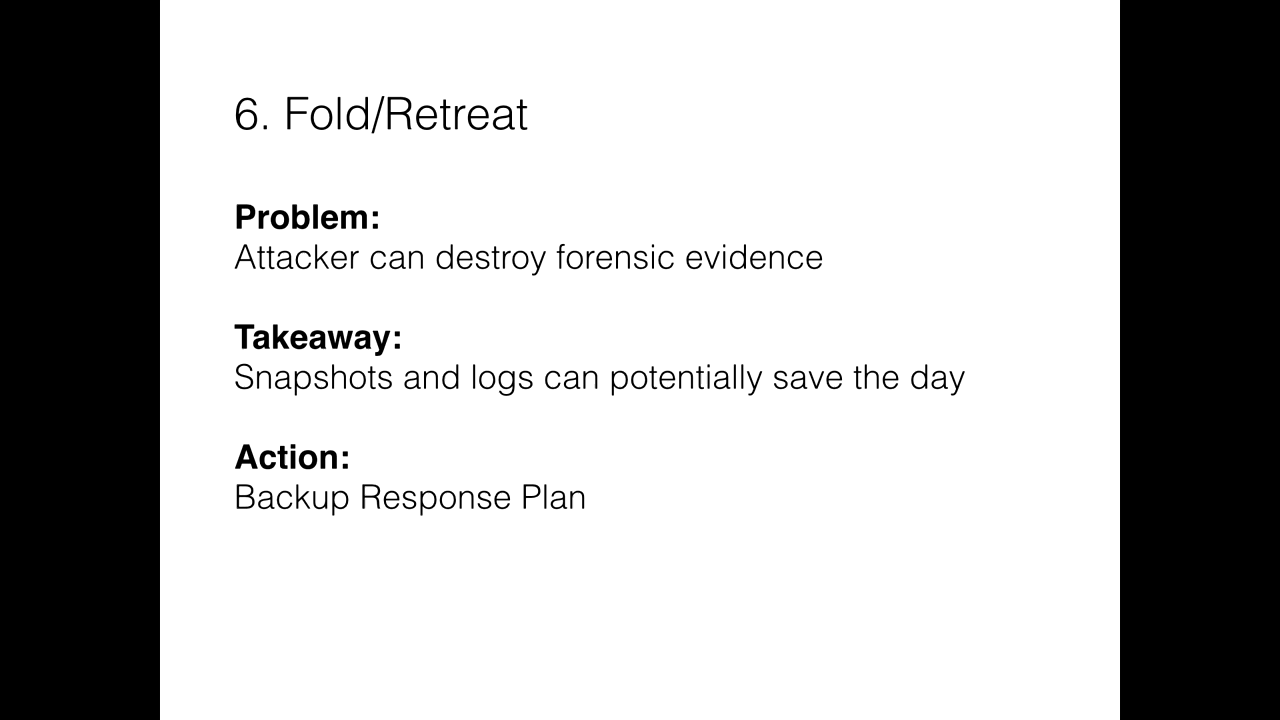 6. Fold/Retreat
Problem:
Attacker can destroy forensic evidence
Takeaway:
Snapshots and logs can potentially save the day
Action:
Backup Response Plan